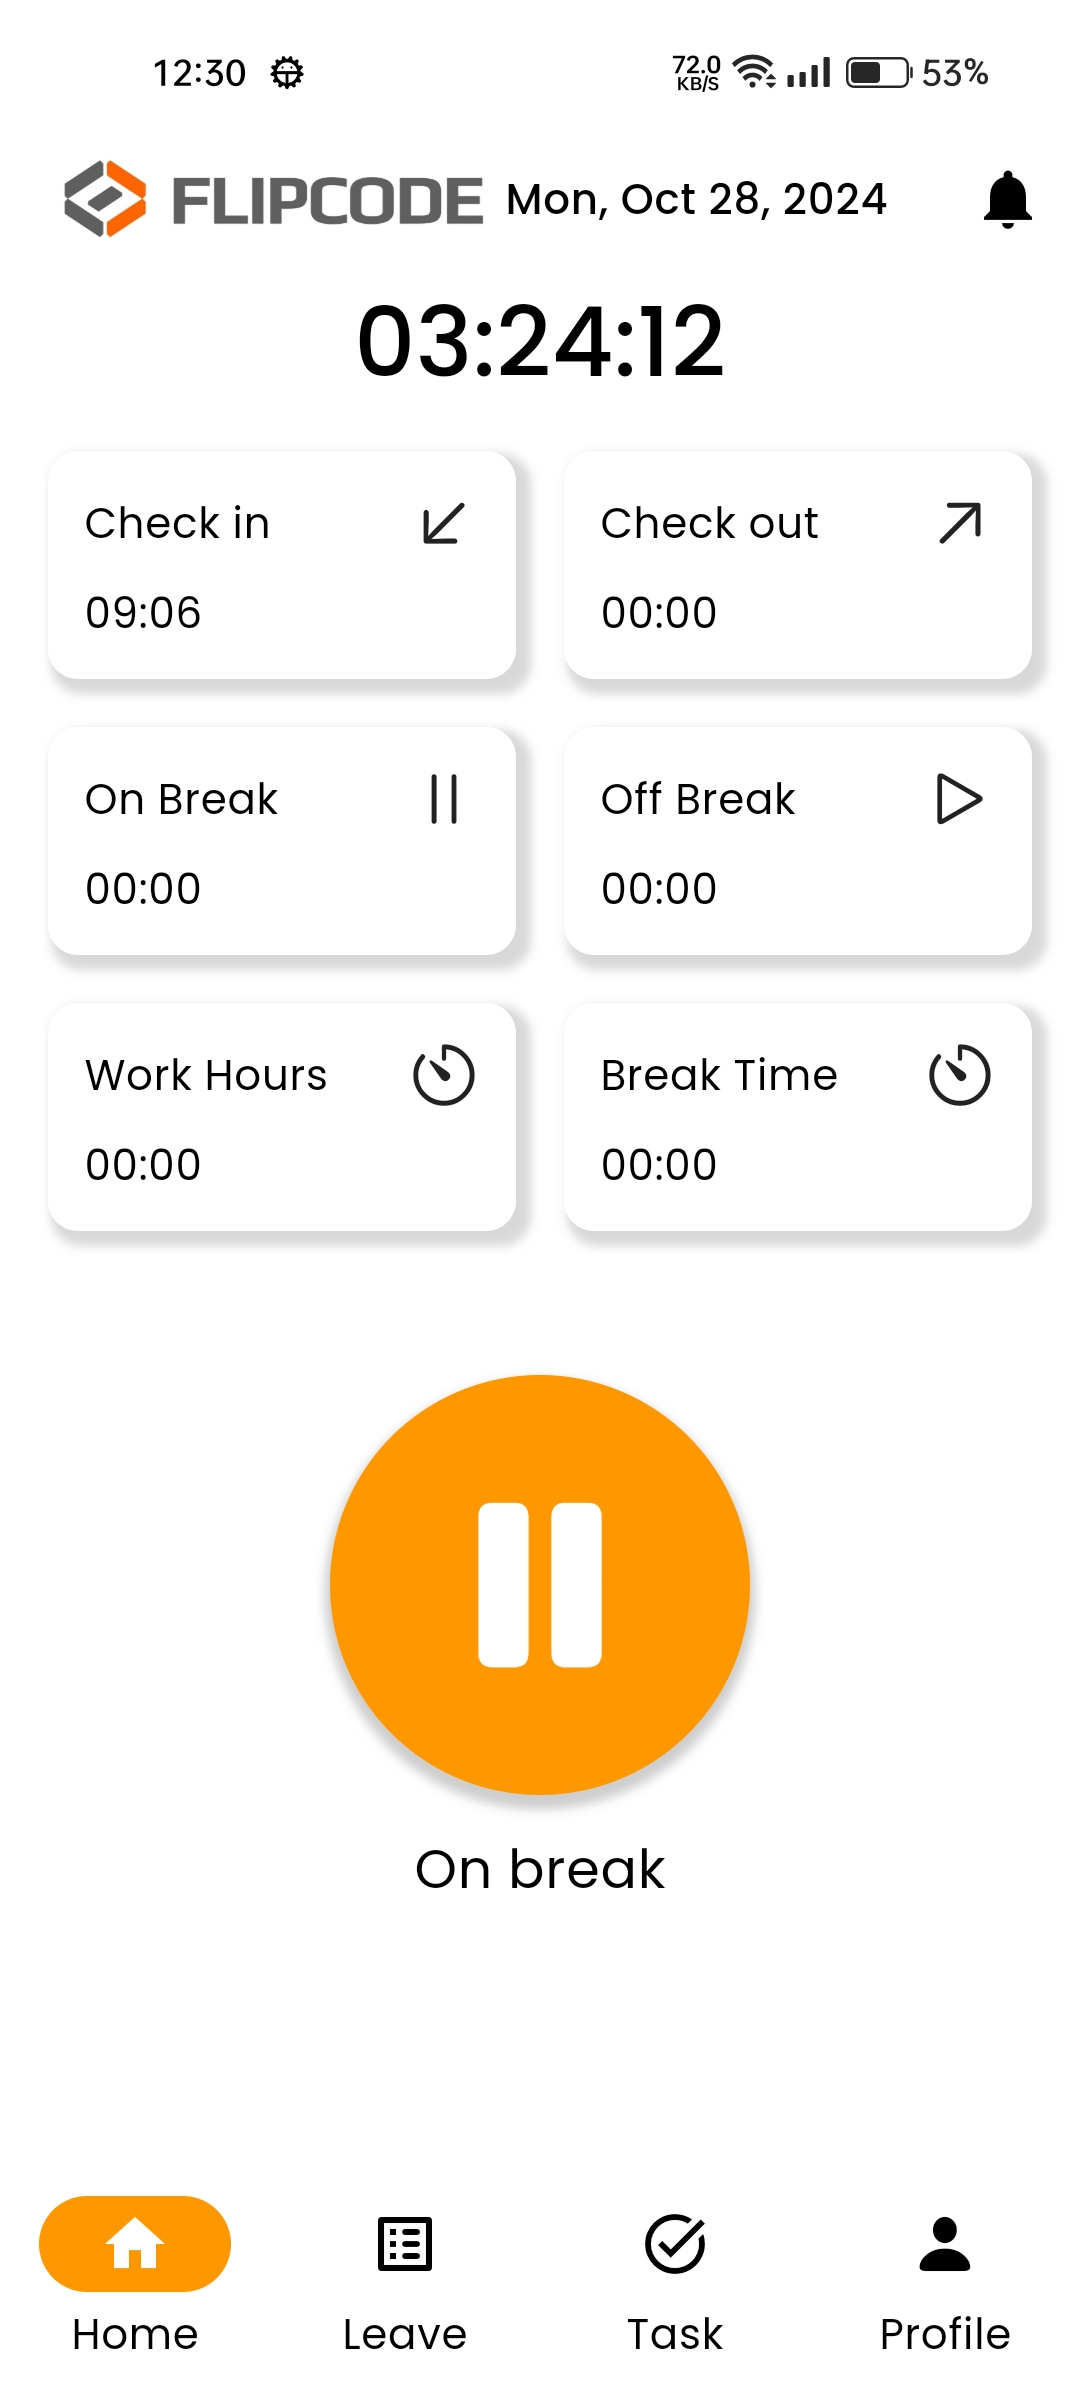 12:30 72.0 KB/S 53%
FLIPCODE Mon, Oct 28, 2024
03:24:12
Check in
09:06
Check out
00:00
On Break
00:00
Off Break
00:00
Work Hours
00:00
Break Time
00:00
On break
Home Leave Task Profile